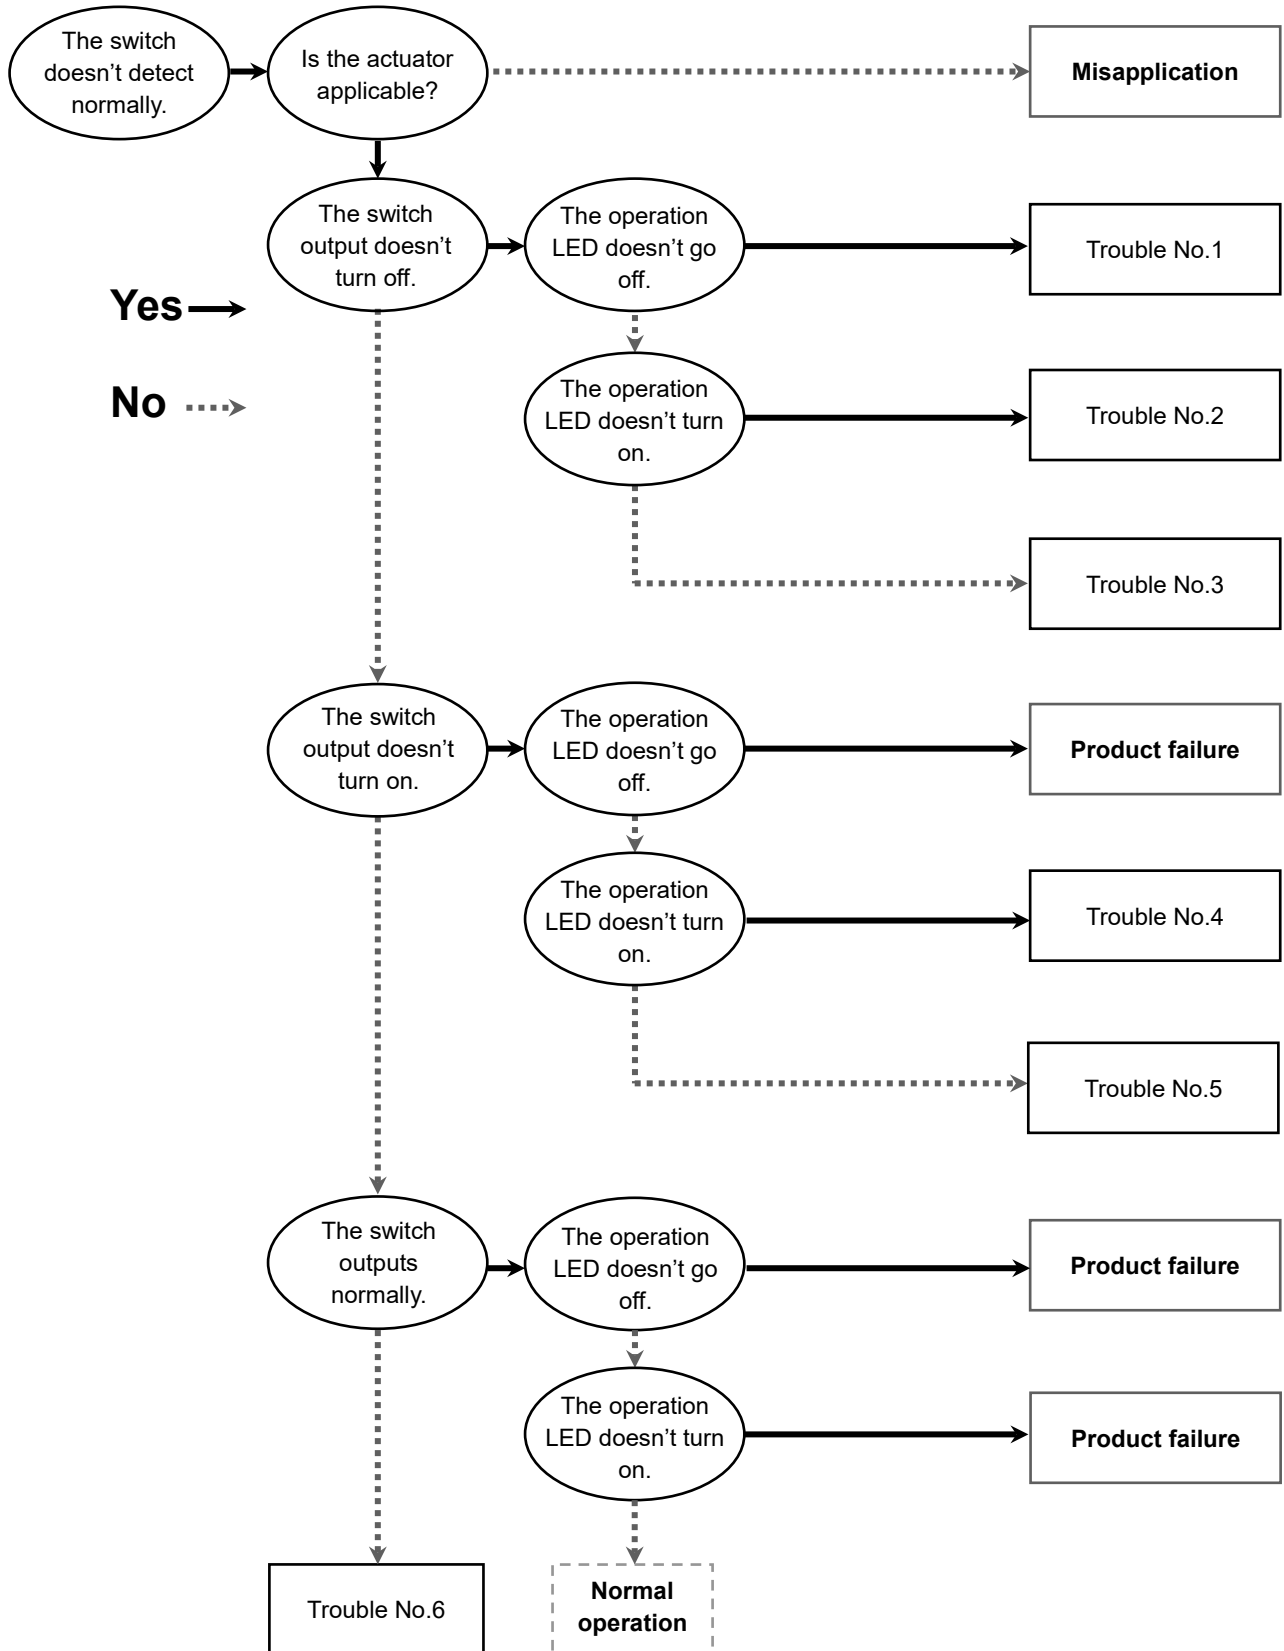 The switch
doesn't detect
normally.
Is the actuator
applicable?
Misapplication
The switch
output doesn't
turn off.
The operation
LED doesn't go
off.
Trouble No.1
Yes
No
The operation
LED doesn't turn
on.
Trouble No.2
Trouble No.3
The switch
output doesn't
turn on.
The operation
LED doesn't go
off.
Product failure
The operation
LED doesn't turn
on.
Trouble No.4
Trouble No.5
The switch
outputs
normally.
The operation
LED doesn't go
off.
Product failure
The operation
LED doesn't turn
on.
Product failure
Trouble No.6
Normal
operation